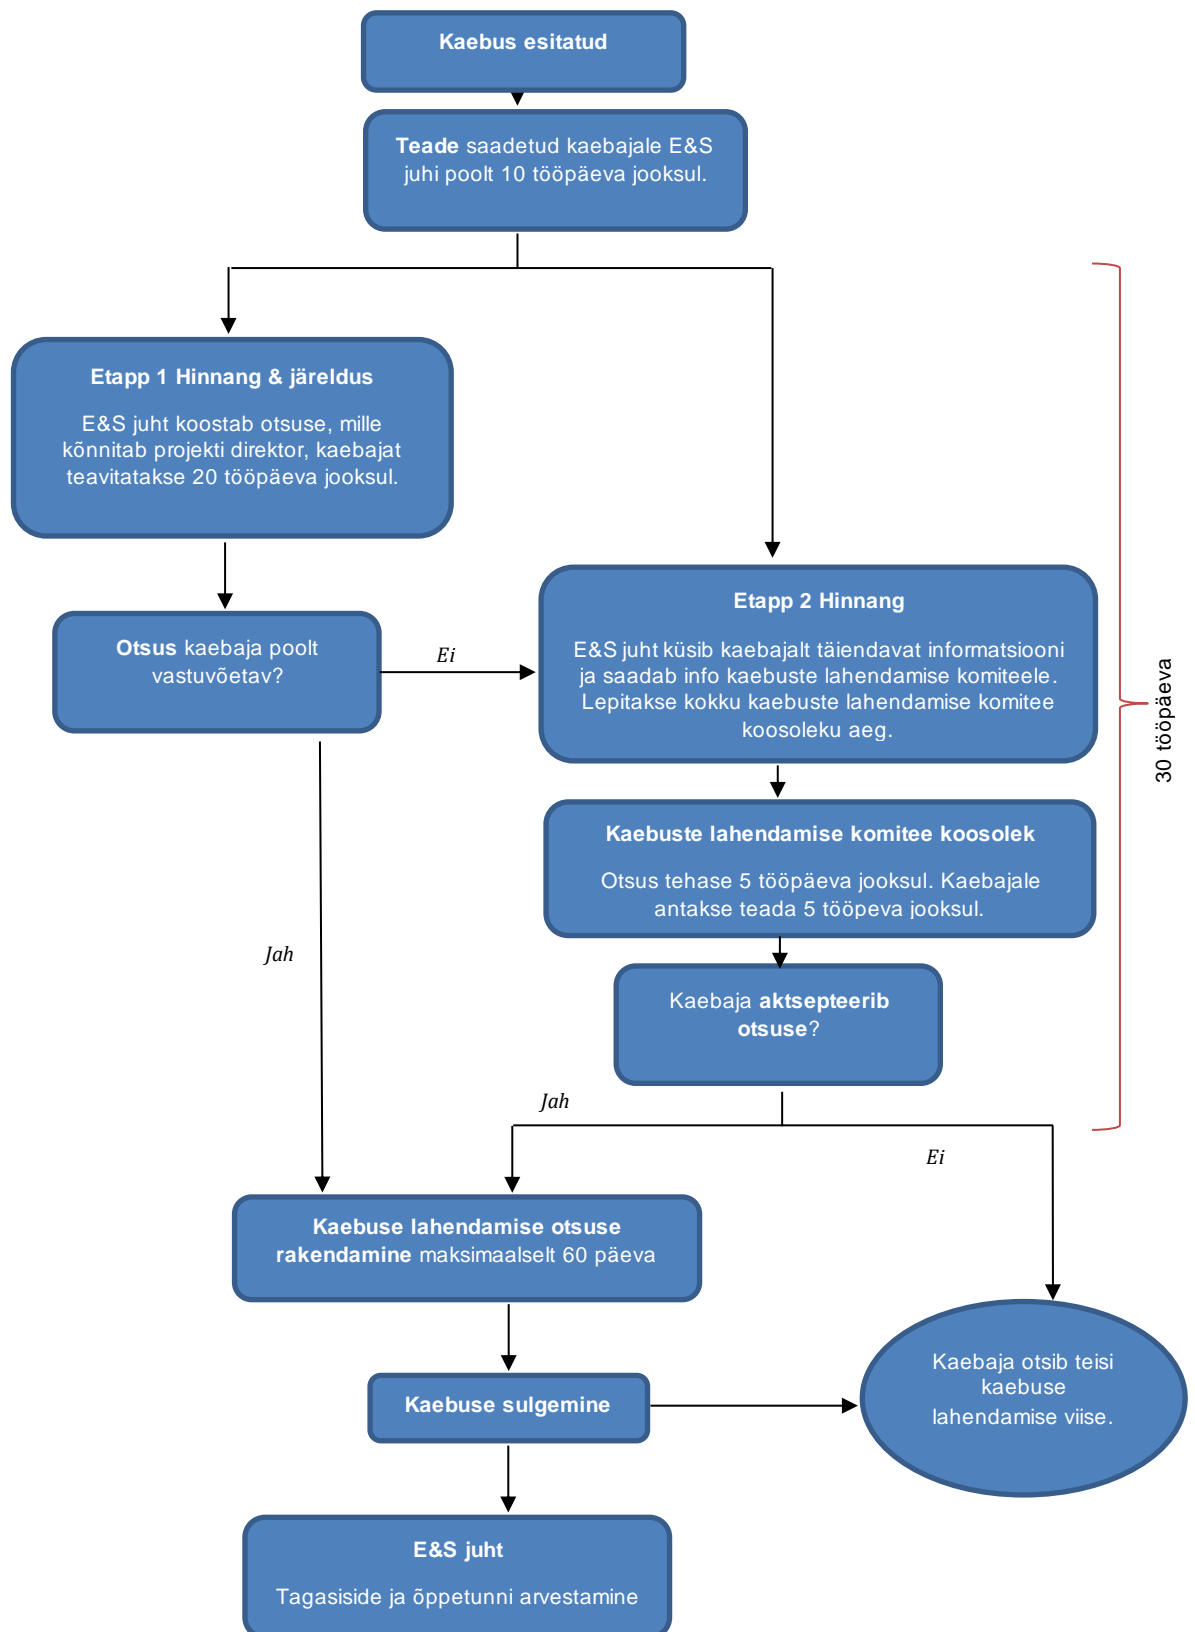 Kaebus esitatud
Teade saadetud kaebajale E&S
juhi poolt 10 tööpäeva jooksul.
Etapp 1 Hinnang & järeldus
E&S juht koostab otsuse, mille
kõnnitab projekti direktor, kaebajat
teavitatakse 20 tööpäeva jooksul.
Otsus kaebaja poolt
vastuvõetav?
Ei
Etapp 2 Hinnang
E&S juht küsib kaebajalt täiendavat informatsiooni
ja saadab info kaebuste lahendamise komiteele.
Lepitakse kokku kaebuste lahendamise komitee
koosoleku aeg.
30 tööpäeva
Kaebuste lahendamise komitee koosolek
Otsus tehase 5 tööpäeva jooksul. Kaebajale
antakse teada 5 tööpeva jooksul.
Jah
Kaebaja aktsepteerib
otsuse?
Jah
Ei
Kaebuse lahendamise otsuse
rakendamine maksimaalselt 60 päeva
Kaebaja otsib teisi
kaebuse
lahendamise viise.
Kaebuse sulgemine
E&S juht
Tagasiside ja õppetunni arvestamine